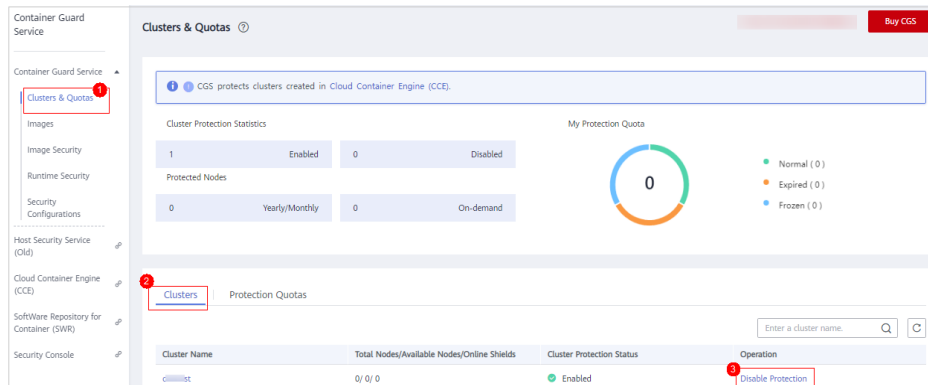 Container Guard
Service
Clusters & Quotas ?
Buy CGS
Container Guard Service
1
Clusters & Quotas
Images
Image Security
Runtime Security
Security
Configurations
Host Security Service
(Old)
Cloud Container Engine
(CCE)
SoftWare Repository for
Container (SWR)
Security Console
CGS protects clusters created in Cloud Container Engine (CCE).
Cluster Protection Statistics
1 Enabled 0 Disabled
Protected Nodes
0 Yearly/Monthly 0 On-demand
My Protection Quota
0
Normal ( 0 )
Expired ( 0 )
Frozen ( 0 )
2
Clusters Protection Quotas
Enter a cluster name.
Cluster Name Total Nodes/Available Nodes/Online Shields Cluster Protection Status Operation
3
0/ 0/ 0 Enabled Disable Protection